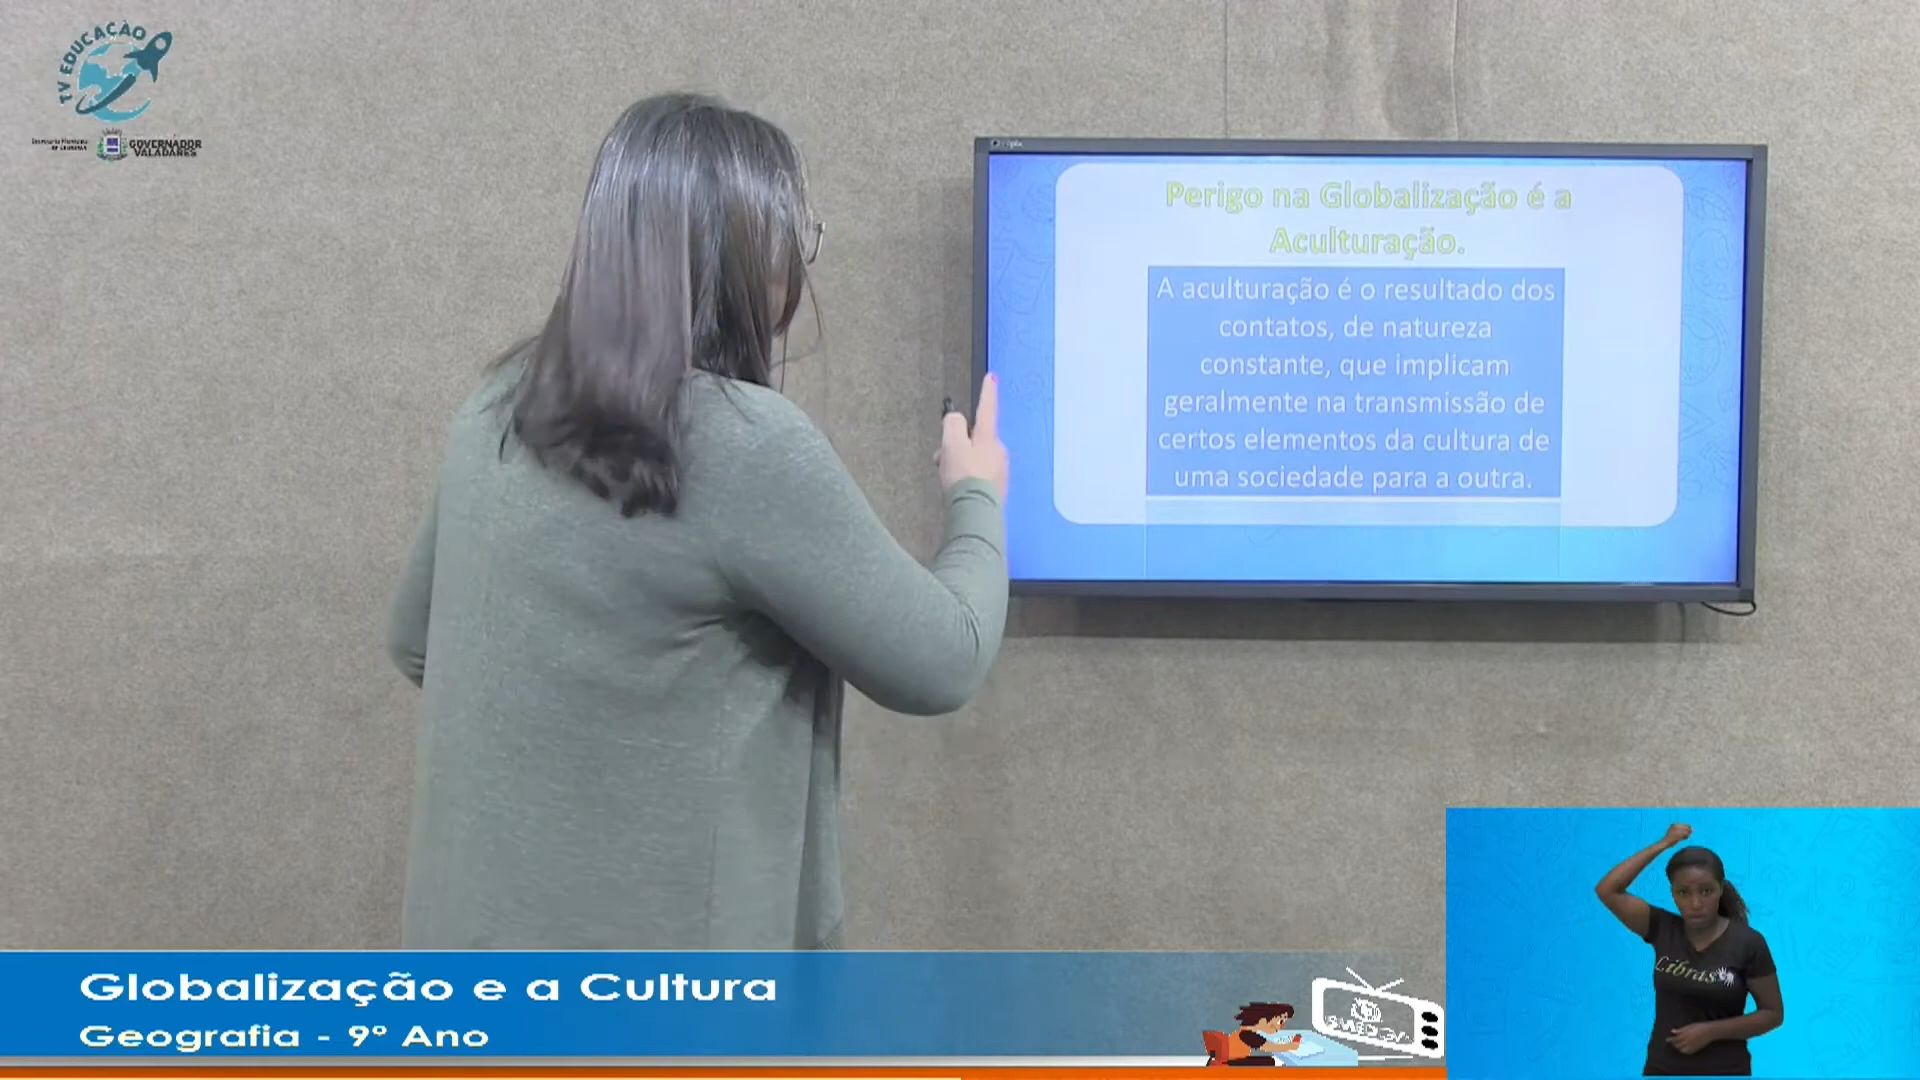 TV EDUCAÇÃO
GOVERNADOR
VALADARES
Perigo na Globalização é a
Aculturação.
A aculturação é o resultado dos
contatos, de natureza
constante, que implicam
geralmente na transmissão de
certos elementos da cultura de
uma sociedade para a outra.
Globalização e a Cultura
Geografia - 9º Ano
Libras